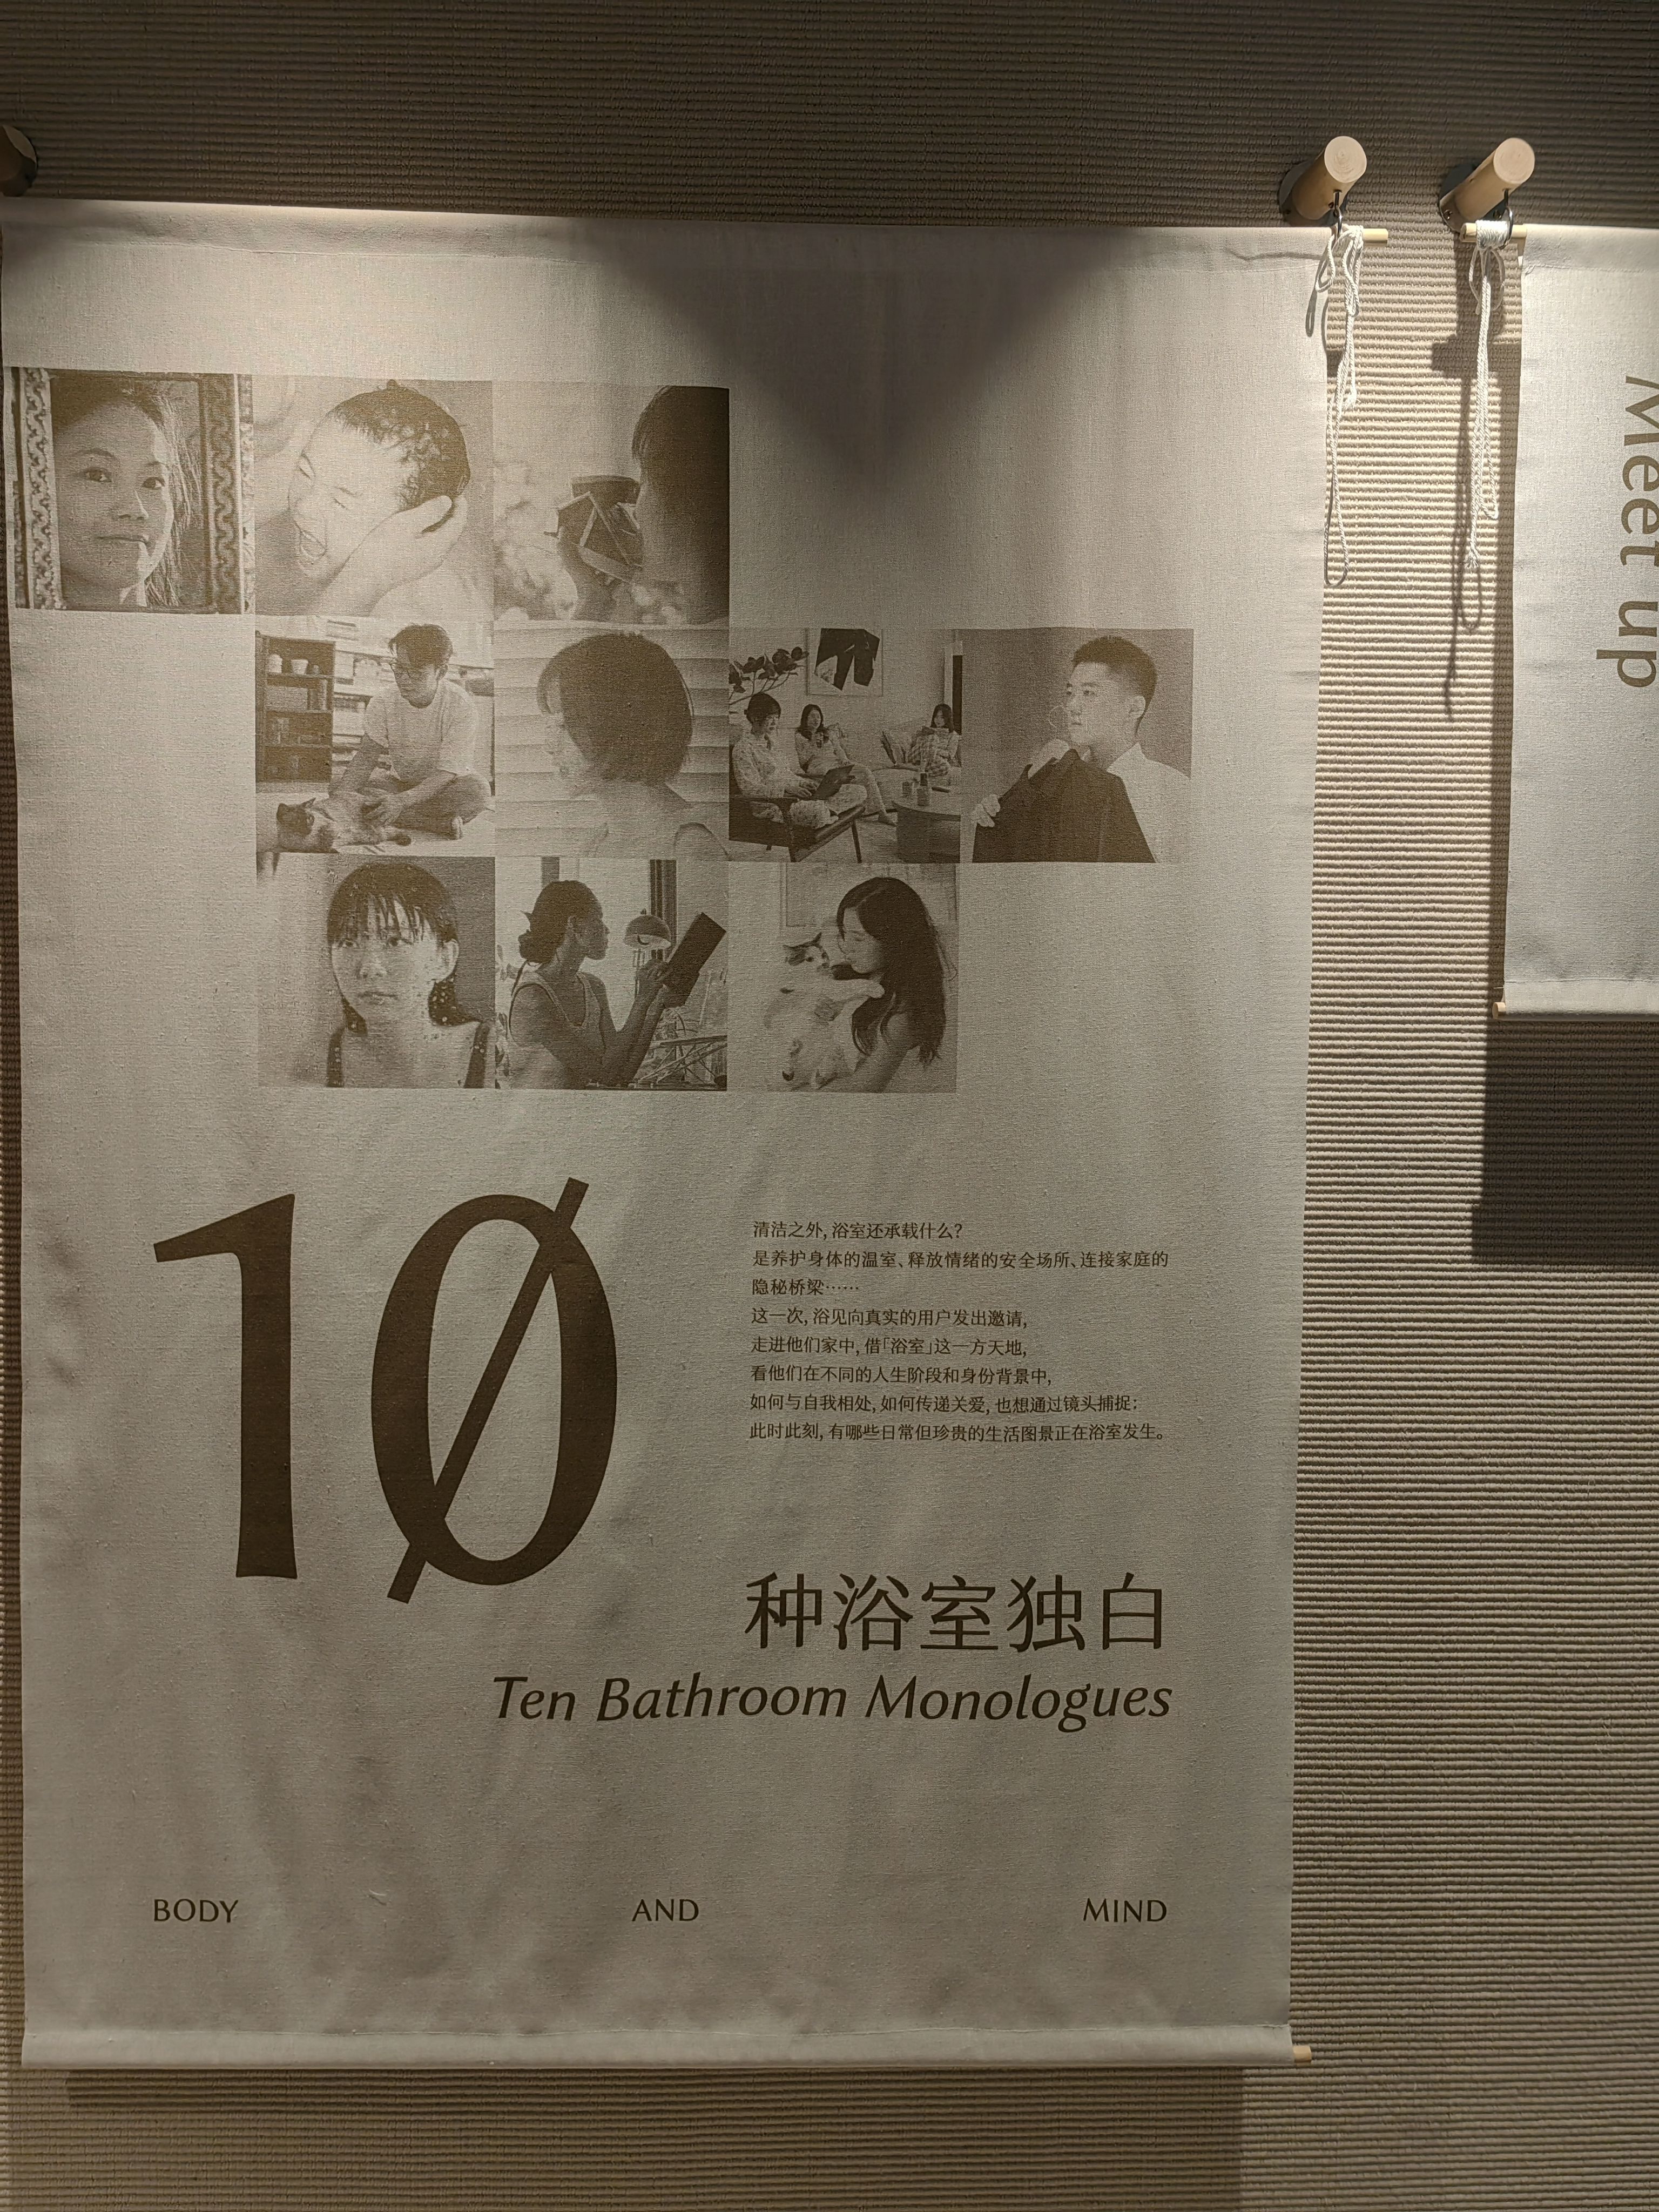 1Ø
清洁之外,浴室还承载什么?
是养护身体的温室、释放情绪的安全场所、连接家庭的
隐秘桥梁……
这一次,浴见向真实的用户发出邀请,
走进他们家中,借「浴室」这一方天地,
看他们在不同的人生阶段和身份背景中,
如何与自我相处,如何传递关爱,也想通过镜头捕捉:
此时此刻,有哪些日常但珍贵的生活图景正在浴室发生。
种浴室独白
Ten Bathroom Monologues
BODY AND MIND
Meet up